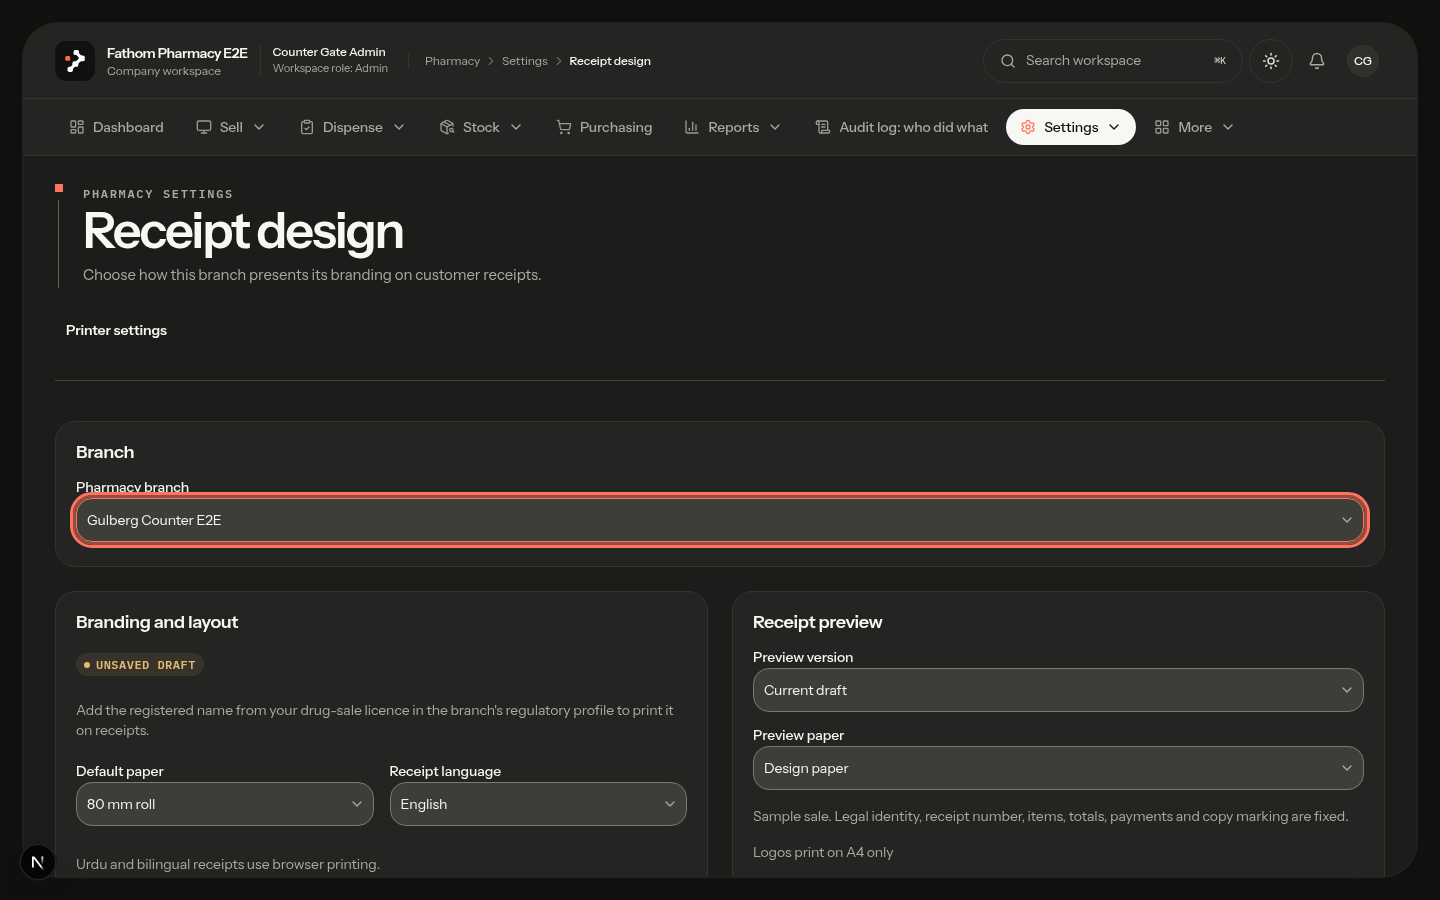 Fathom Pharmacy E2E
Company workspace
Counter Gate Admin
Workspace role: Admin
Pharmacy > Settings > Receipt design
Search workspace ⌘K
CG
Dashboard Sell Dispense Stock Purchasing Reports Audit log: who did what Settings More
PHARMACY SETTINGS
Receipt design
Choose how this branch presents its branding on customer receipts.
Printer settings
Branch
Pharmacy branch
Gulberg Counter E2E
Branding and layout
UNSAVED DRAFT
Add the registered name from your drug-sale licence in the branch's regulatory profile to print it
on receipts.
Default paper
80 mm roll
Receipt language
English
Urdu and bilingual receipts use browser printing.
Receipt preview
Preview version
Current draft
Preview paper
Design paper
Sample sale. Legal identity, receipt number, items, totals, payments and copy marking are fixed.
Logos print on A4 only
N